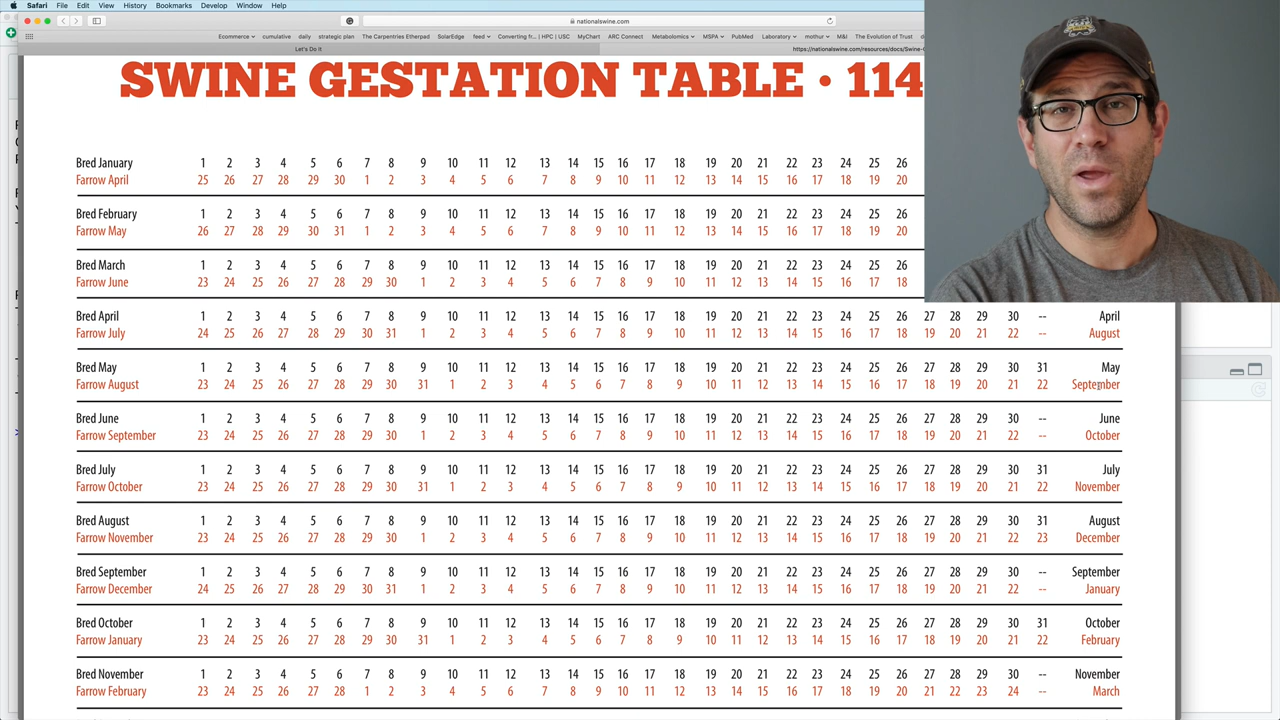 Safari File Edit View History Bookmarks Develop Window Help
nationalswine.com
Ecommerce cumulative daily strategic plan The Carpentries Etherpad SolarEdge feed Converting fr... | HPC | USC MyChart ARC Connect Metabolomics MSPA PubMed Laboratory mothur M&I The Evolution of Trust
Let's Do It https://nationalswine.com/resources/docs/Swine-
SWINE GESTATION TABLE • 114
Bred January 1 2 3 4 5 6 7 8 9 10 11 12 13 14 15 16 17 18 19 20 21 22 23 24 25 26
Farrow April 25 26 27 28 29 30 1 2 3 4 5 6 7 8 9 10 11 12 13 14 15 16 17 18 19 20
Bred February 1 2 3 4 5 6 7 8 9 10 11 12 13 14 15 16 17 18 19 20 21 22 23 24 25 26
Farrow May 26 27 28 29 30 31 1 2 3 4 5 6 7 8 9 10 11 12 13 14 15 16 17 18 19 20
Bred March 1 2 3 4 5 6 7 8 9 10 11 12 13 14 15 16 17 18 19 20 21 22 23 24 25 26
Farrow June 23 24 25 26 27 28 29 30 1 2 3 4 5 6 7 8 9 10 11 12 13 14 15 16 17 18
Bred April 1 2 3 4 5 6 7 8 9 10 11 12 13 14 15 16 17 18 19 20 21 22 23 24 25 26 27 28 29 30 -- April
Farrow July 24 25 26 27 28 29 30 31 1 2 3 4 5 6 7 8 9 10 11 12 13 14 15 16 17 18 19 20 21 22 -- August
Bred May 1 2 3 4 5 6 7 8 9 10 11 12 13 14 15 16 17 18 19 20 21 22 23 24 25 26 27 28 29 30 31 May
Farrow August 23 24 25 26 27 28 29 30 31 1 2 3 4 5 6 7 8 9 10 11 12 13 14 15 16 17 18 19 20 21 22 September
Bred June 1 2 3 4 5 6 7 8 9 10 11 12 13 14 15 16 17 18 19 20 21 22 23 24 25 26 27 28 29 30 -- June
Farrow September 23 24 25 26 27 28 29 30 1 2 3 4 5 6 7 8 9 10 11 12 13 14 15 16 17 18 19 20 21 22 -- October
Bred July 1 2 3 4 5 6 7 8 9 10 11 12 13 14 15 16 17 18 19 20 21 22 23 24 25 26 27 28 29 30 31 July
Farrow October 23 24 25 26 27 28 29 30 31 1 2 3 4 5 6 7 8 9 10 11 12 13 14 15 16 17 18 19 20 21 22 November
Bred August 1 2 3 4 5 6 7 8 9 10 11 12 13 14 15 16 17 18 19 20 21 22 23 24 25 26 27 28 29 30 31 August
Farrow November 23 24 25 26 27 28 29 30 1 2 3 4 5 6 7 8 9 10 11 12 13 14 15 16 17 18 19 20 21 22 23 December
Bred September 1 2 3 4 5 6 7 8 9 10 11 12 13 14 15 16 17 18 19 20 21 22 23 24 25 26 27 28 29 30 -- September
Farrow December 24 25 26 27 28 29 30 31 1 2 3 4 5 6 7 8 9 10 11 12 13 14 15 16 17 18 19 20 21 22 -- January
Bred October 1 2 3 4 5 6 7 8 9 10 11 12 13 14 15 16 17 18 19 20 21 22 23 24 25 26 27 28 29 30 31 October
Farrow January 23 24 25 26 27 28 29 30 31 1 2 3 4 5 6 7 8 9 10 11 12 13 14 15 16 17 18 19 20 21 22 February
Bred November 1 2 3 4 5 6 7 8 9 10 11 12 13 14 15 16 17 18 19 20 21 22 23 24 25 26 27 28 29 30 -- November
Farrow February 23 24 25 26 27 28 1 2 3 4 5 6 7 8 9 10 11 12 13 14 15 16 17 18 19 20 21 22 23 24 -- March